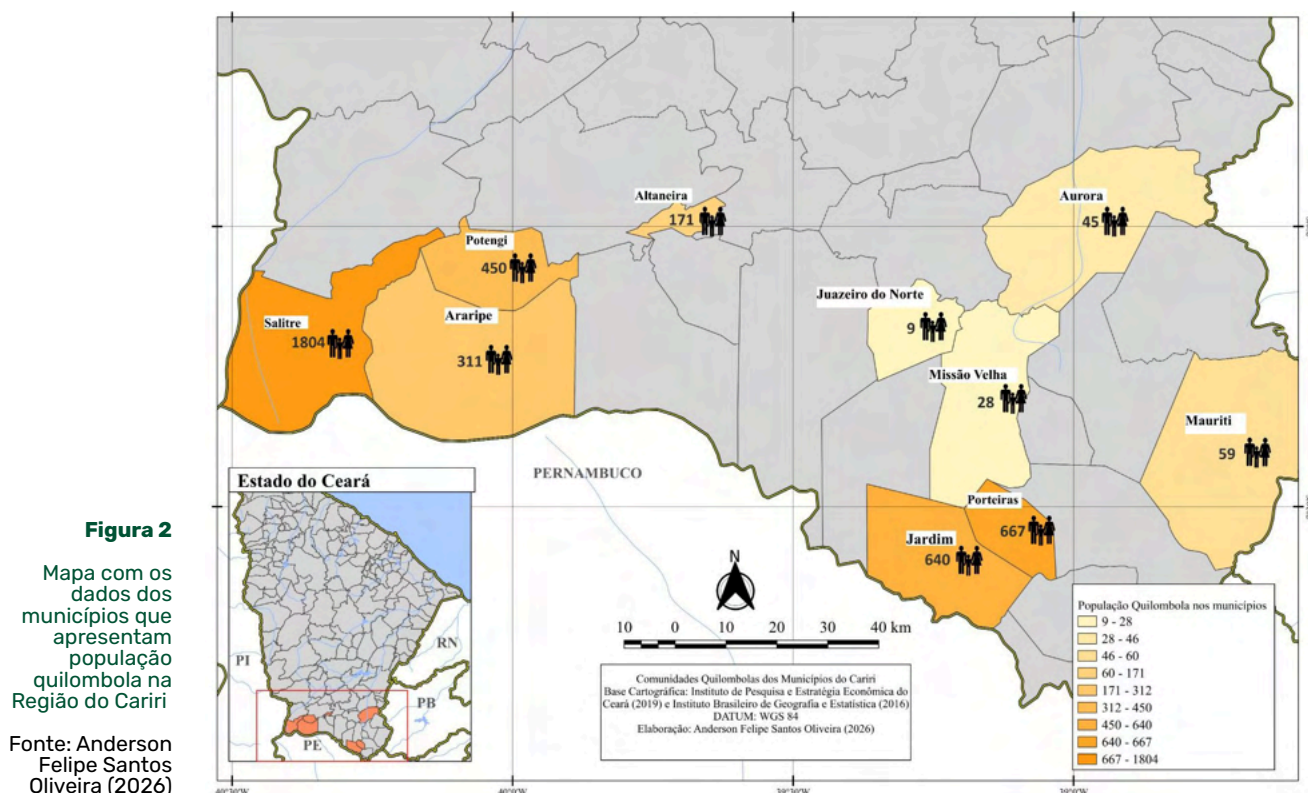 Altaneira
171
Aurora
45
Potengi
450
Juazeiro do Norte
9
Salitre
1804
Araripe
311
Missão Velha
28
Mauriti
59
PERNAMBUCO
Porteiras
667
Jardim
640
Estado do Ceará
PI
RN
PB
PE
N
10 0 10 20 30 40 km
Comunidades Quilombolas dos Municípios do Cariri
Base Cartográfica: Instituto de Pesquisa e Estratégia Econômica do
Ceará (2019) e Instituto Brasileiro de Geografia e Estatística (2016)
DATUM: WGS 84
Elaboração: Anderson Felipe Santos Oliveira (2026)
População Quilombola nos municípios
9 - 28
28 - 46
46 - 60
60 - 171
171 - 312
312 - 450
450 - 640
640 - 667
667 - 1804
Figura 2
Mapa com os
dados dos
municípios que
apresentam
população
quilombola na
Região do Cariri
Fonte: Anderson
Felipe Santos
Oliveira (2026)